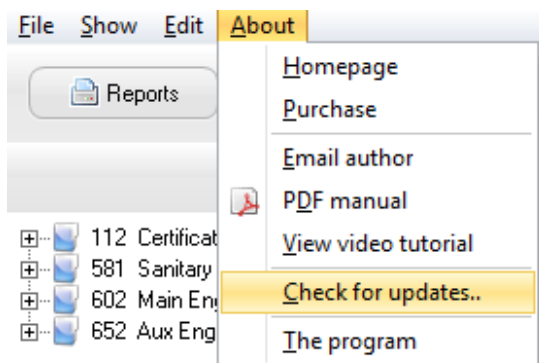 File Show Edit About
Homepage
Reports
Purchase
Email author
PDF manual
View video tutorial
112 Certificat
581 Sanitary
Check for updates..
602 Main En
652 Aux Eng
The program